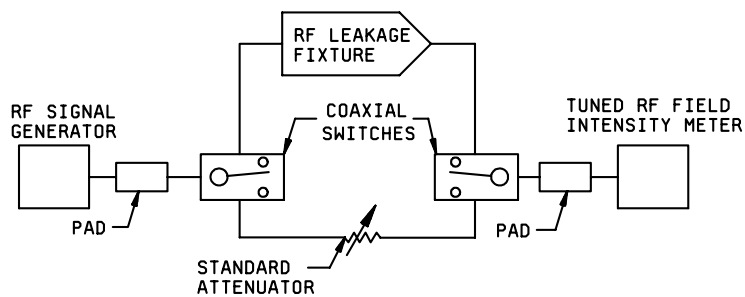 RF LEAKAGE
FIXTURE
RF SIGNAL
GENERATOR
COAXIAL
SWITCHES
TUNED RF FIELD
INTENSITY METER
PAD
PAD
STANDARD
ATTENUATOR